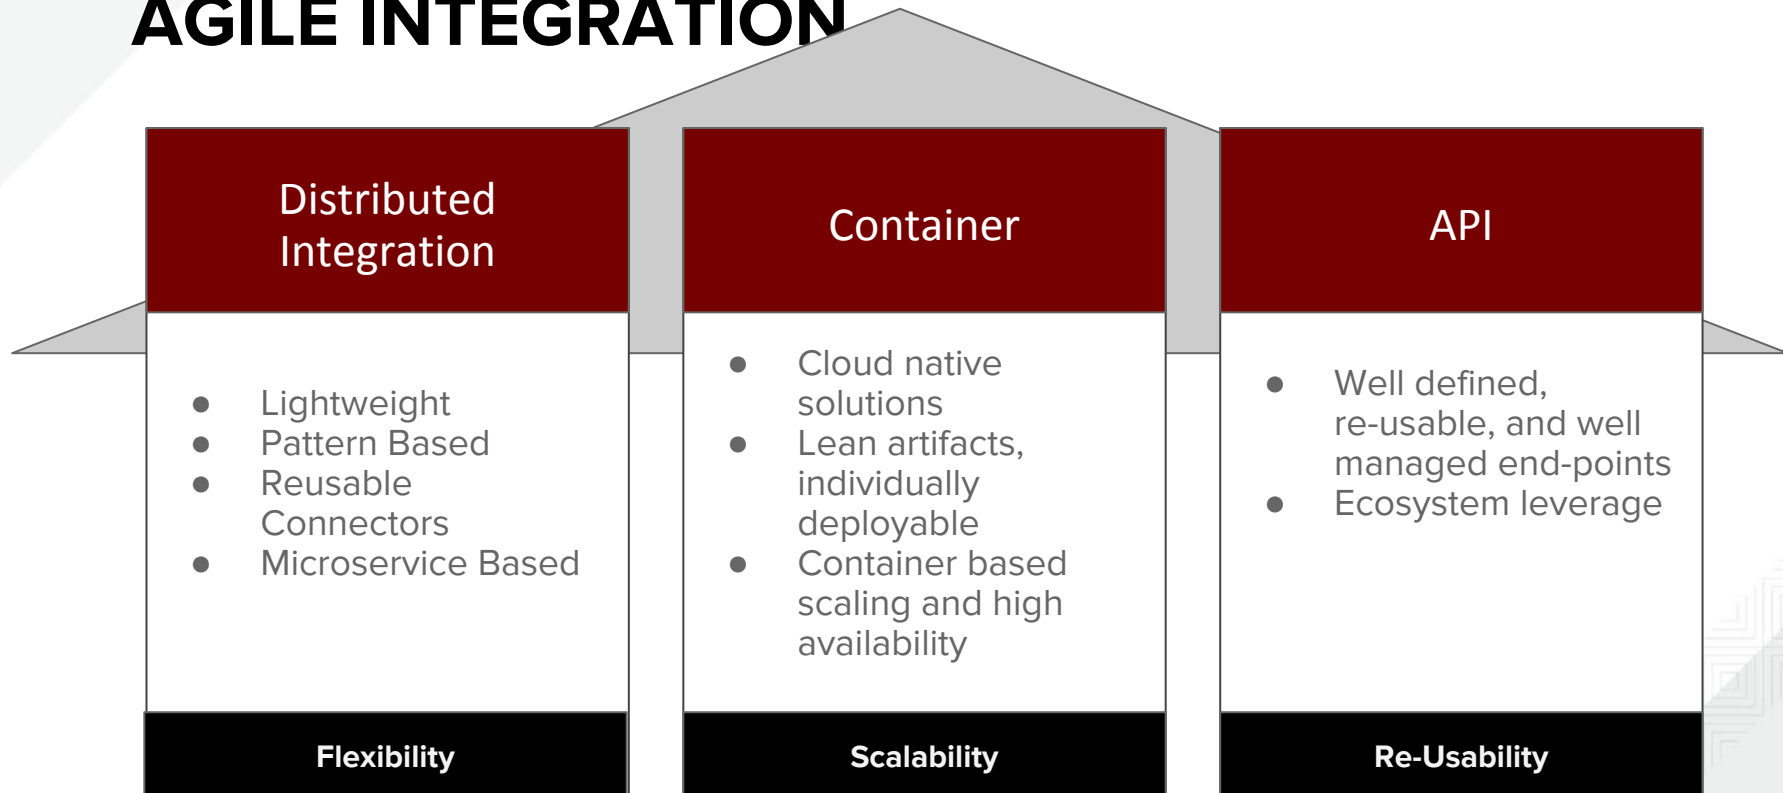 AGILE INTEGRATION
Distributed
Integration
● Lightweight
● Pattern Based
● Reusable
Connectors
● Microservice Based
Flexibility
Container
● Cloud native
solutions
● Lean artifacts,
individually
deployable
● Container based
scaling and high
availability
Scalability
API
● Well defined,
re-usable, and well
managed end-points
● Ecosystem leverage
Re-Usability